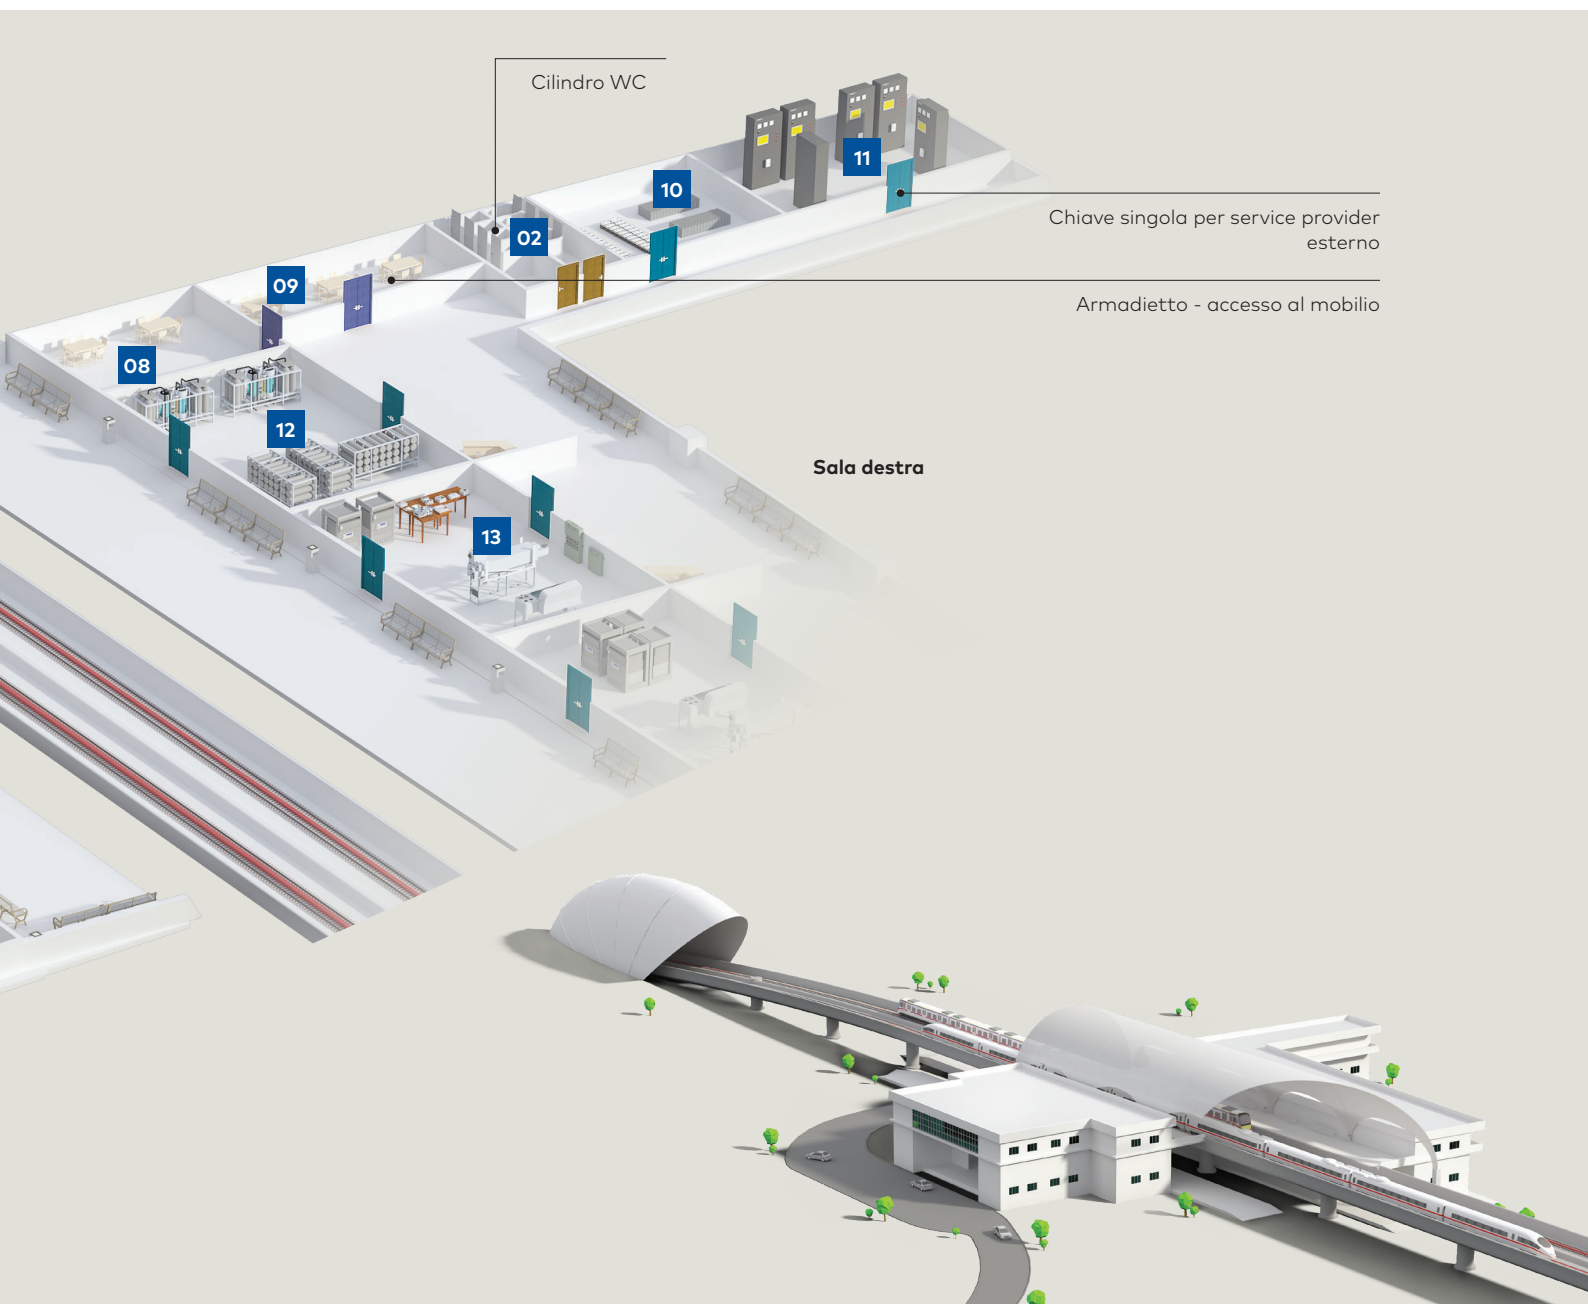 Cilindro WC
11
10
Chiave singola per service provider
esterno
02
09
Armadietto - accesso al mobilio
08
12
Sala destra
13